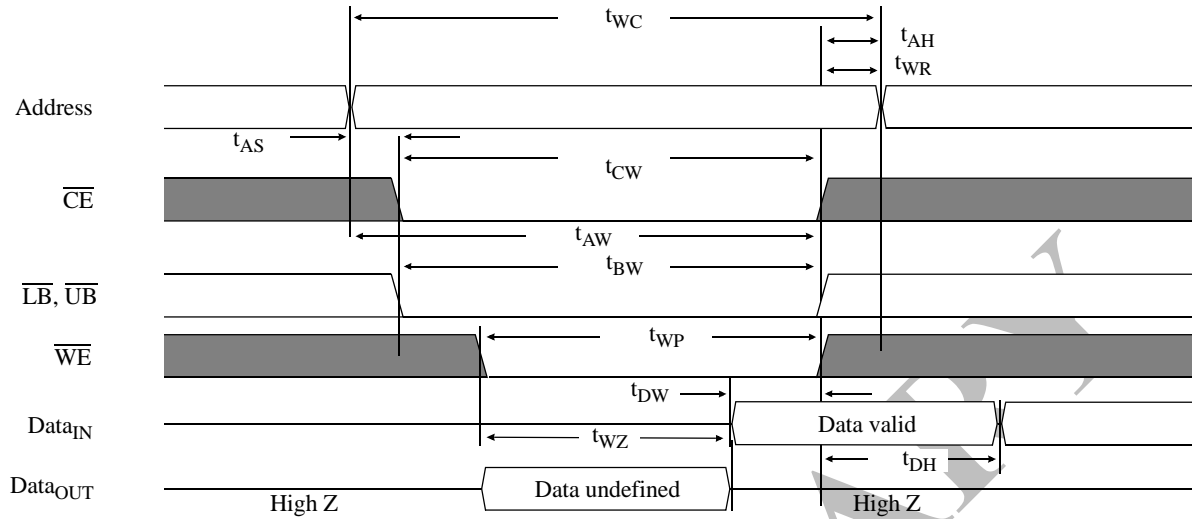 tWC
tAH
tWR
Address
tAS
tCW
CE
tAW
tBW
LB, UB
tWP
WE
tDW
DataIN
Data valid
tWZ
tDH
DataOUT
Data undefined
High Z
High Z